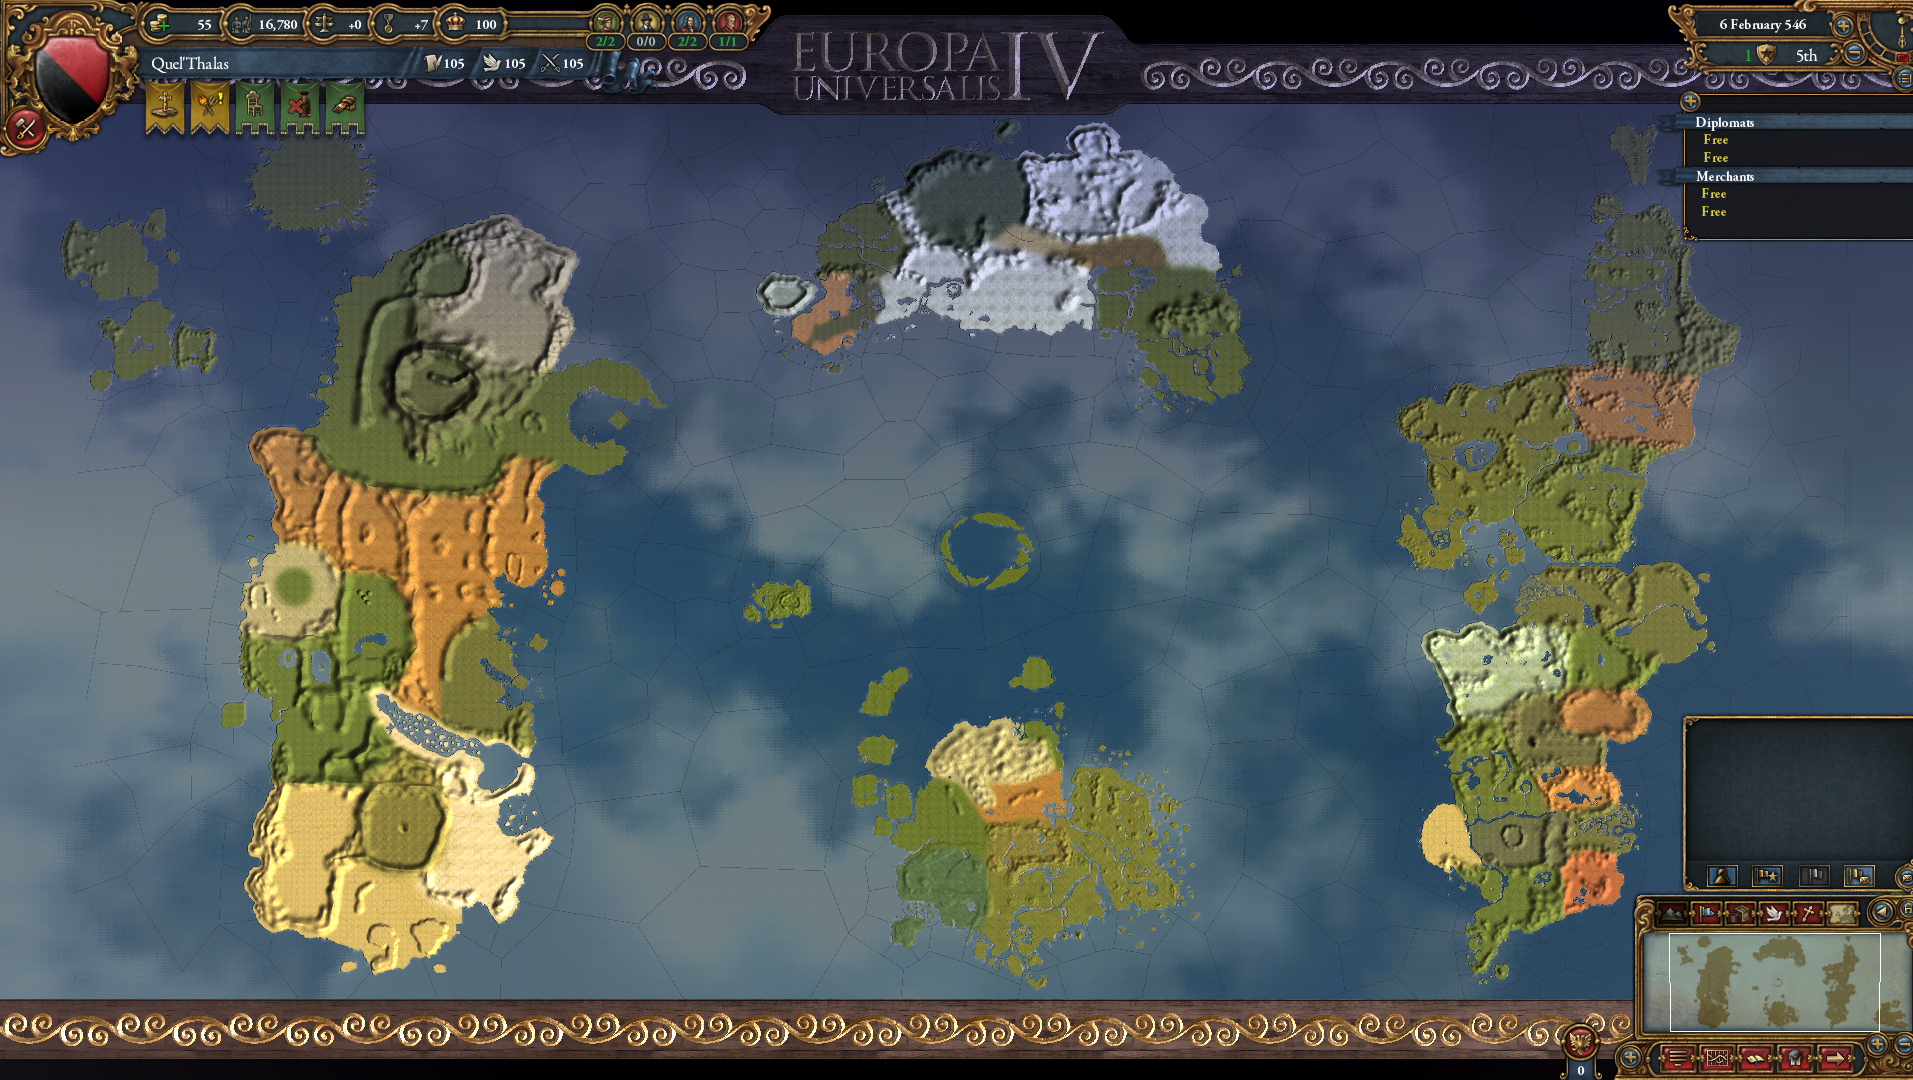 55
16,780
+0
+7
100
2/2
0/0
2/2
1/1
EUROPA
UNIVERSALIS
IV
6 February 546
1
5th
Quel'Thalas
105
105
105
Diplomats
Free
Free
Merchants
Free
Free
0